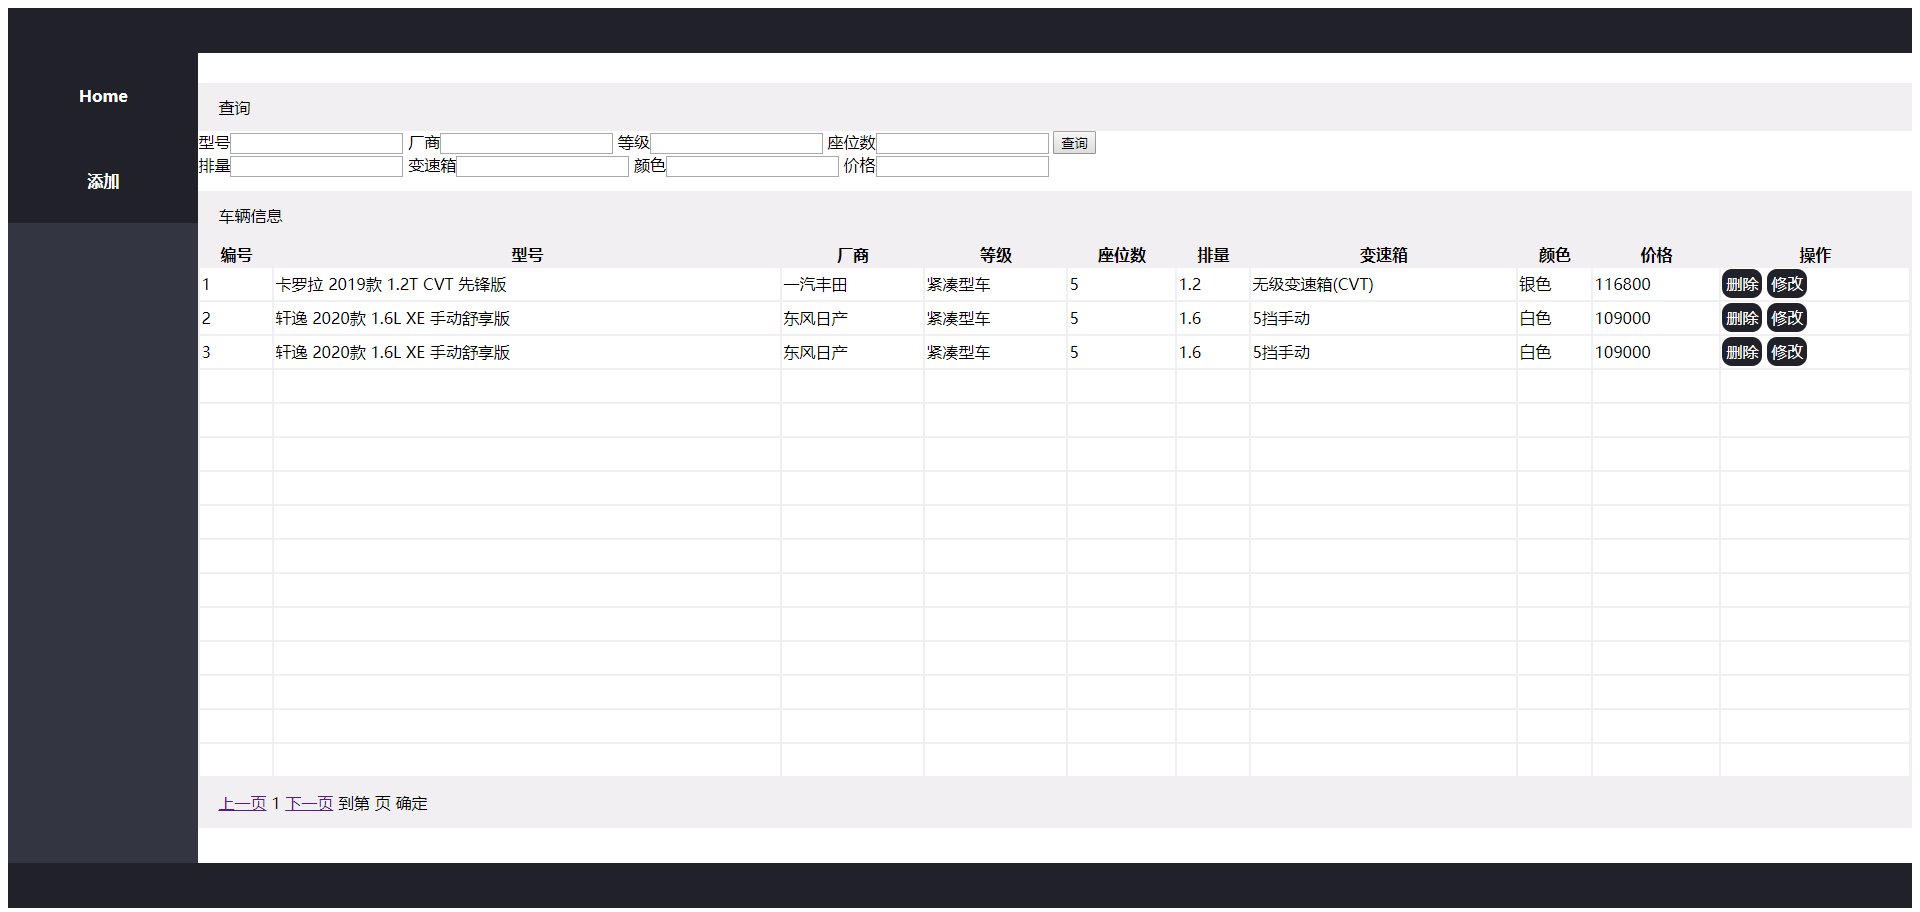 Home
添加
查询
型号 厂商 等级 座位数 查询
排量 变速箱 颜色 价格
车辆信息
编号 型号 厂商 等级 座位数 排量 变速箱 颜色 价格 操作
1 卡罗拉 2019款 1.2T CVT 先锋版 一汽丰田 紧凑型车 5 1.2 无级变速箱(CVT) 银色 116800 删除 修改
2 轩逸 2020款 1.6L XE 手动舒享版 东风日产 紧凑型车 5 1.6 5挡手动 白色 109000 删除 修改
3 轩逸 2020款 1.6L XE 手动舒享版 东风日产 紧凑型车 5 1.6 5挡手动 白色 109000 删除 修改
上一页 1 下一页 到第 页 确定